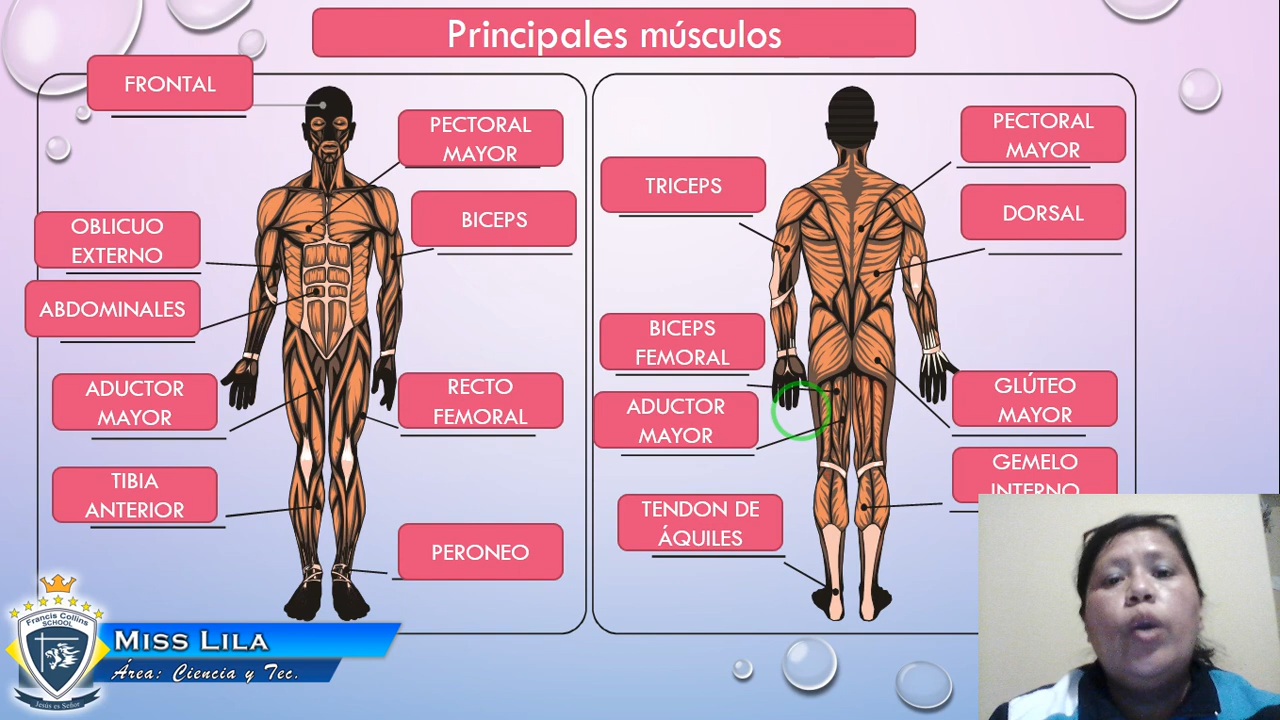 Principales músculos
FRONTAL
PECTORAL
MAYOR
OBLICUO
EXTERNO
BICEPS
ABDOMINALES
ADUCTOR
MAYOR
RECTO
FEMORAL
TIBIA
ANTERIOR
PERONEO
PECTORAL
MAYOR
TRICEPS
DORSAL
BICEPS
FEMORAL
ADUCTOR
MAYOR
GLÚTEO
MAYOR
GEMELO
INTERNO
TENDON DE
ÁQUILES
Francis Collins
SCHOOL
Jesús es Señor
MISS LILA
Área: Ciencia y Tec.